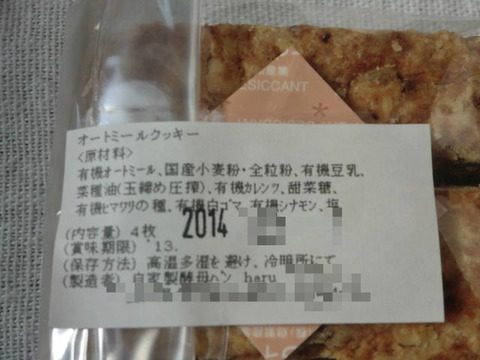 SICCANT
オートミールクッキー
<原材料>
有機オートミール、国産小麦粉・全粒粉、有機豆乳、
菜種油(玉締め圧搾)、有機カレンツ、甜菜糖、
有機ヒマワリの種、有機白ゴマ、有機シナモン、塩
2014
(内容量) 4枚
(賞味期限) '13.
(保存方法) 高温多湿を避け、冷暗所にて
(製造者) 自家製酵母パン haru